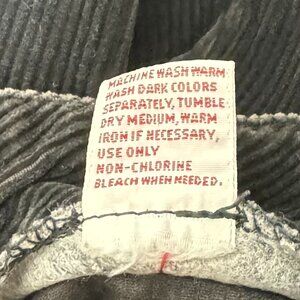 MACHINE WASH WARM
WASH DARK COLORS
SEPARATELY, TUMBLE
DRY MEDIUM, WARM
IRON IF NECESSARY,
USE ONLY
NON-CHLORINE
BLEACH WHEN NEEDED.